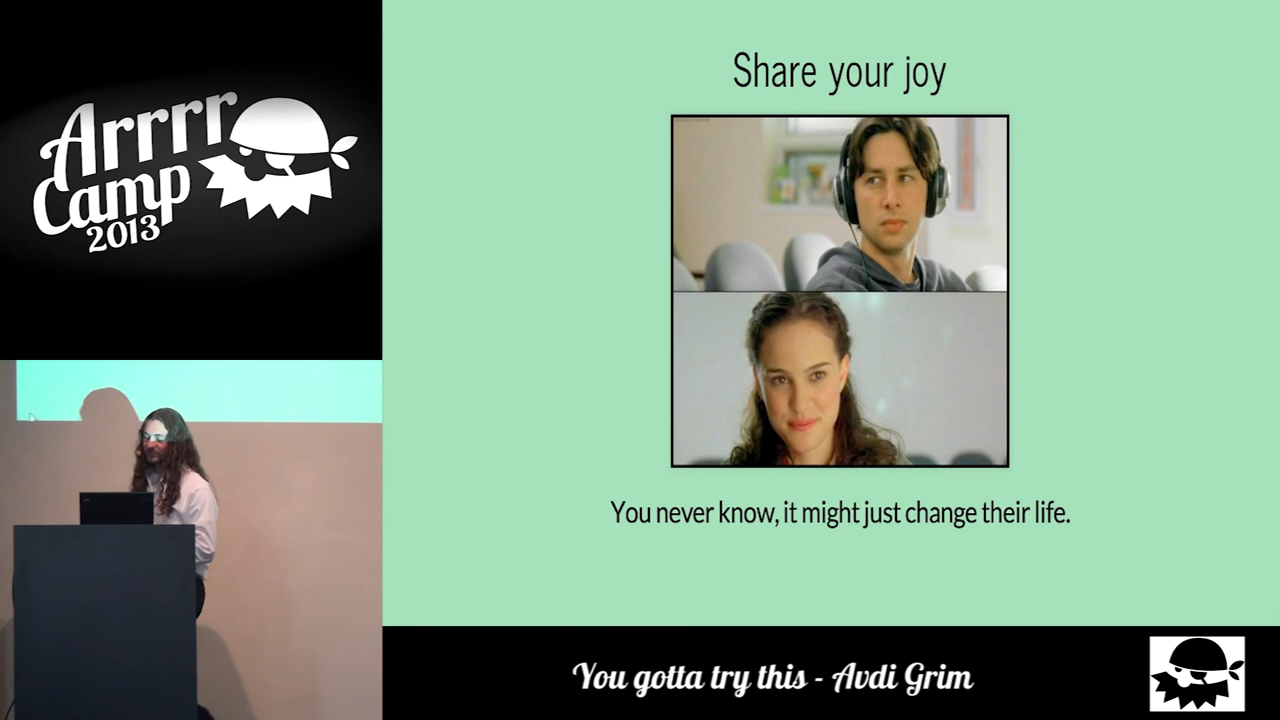 Arrrr
Camp
2013
Share your joy
You never know, it might just change their life.
You gotta try this - Avdi Grim